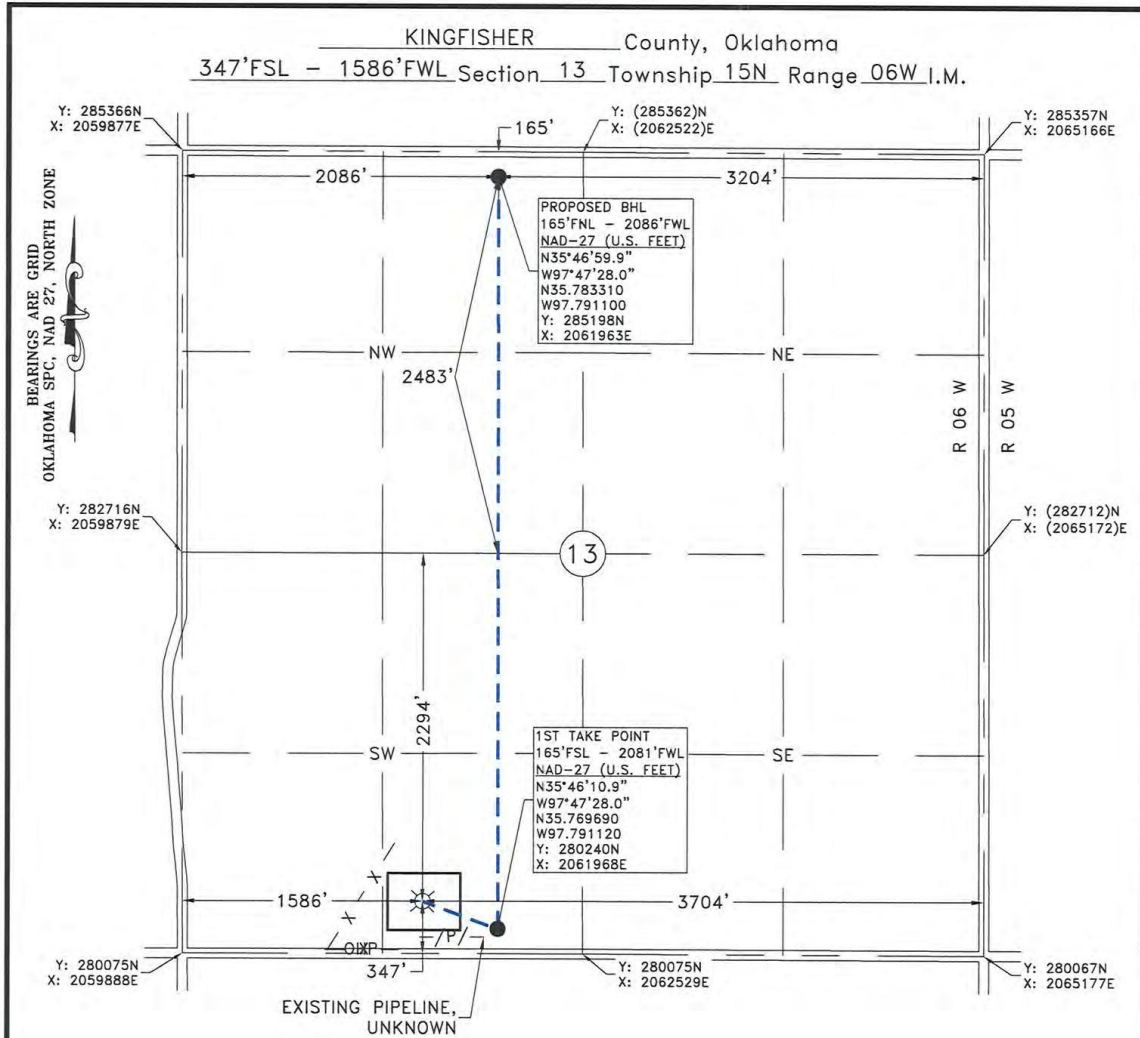 KINGFISHER County, Oklahoma
347'FSL - 1586'FWL Section 13 Township 15N Range 06W I.M.
Y: 285366N
X: 2059877E
165'
Y: (285362)N
X: (2062522)E
Y: 285357N
X: 2065166E
2086'
3204'
BEARINGS ARE GRID
OKLAHOMA SPC, NAD 27, NORTH ZONE
PROPOSED BHL
165'FNL - 2086'FWL
NAD-27 (U.S. FEET)
N35°46'59.9"
W97°47'28.0"
N35.783310
W97.791100
Y: 285198N
X: 2061963E
NW
NE
2483'
R 06 W
R 05 W
Y: 282716N
X: 2059879E
13
Y: (282712)N
X: (2065172)E
2294'
SW
SE
1ST TAKE POINT
165'FSL - 2081'FWL
NAD-27 (U.S. FEET)
N35°46'10.9"
W97°47'28.0"
N35.769690
W97.791120
Y: 280240N
X: 2061968E
1586'
3704'
X
X
P
347'
Y: 280075N
X: 2059888E
Y: 280075N
X: 2062529E
Y: 280067N
X: 2065177E
EXISTING PIPELINE,
UNKNOWN